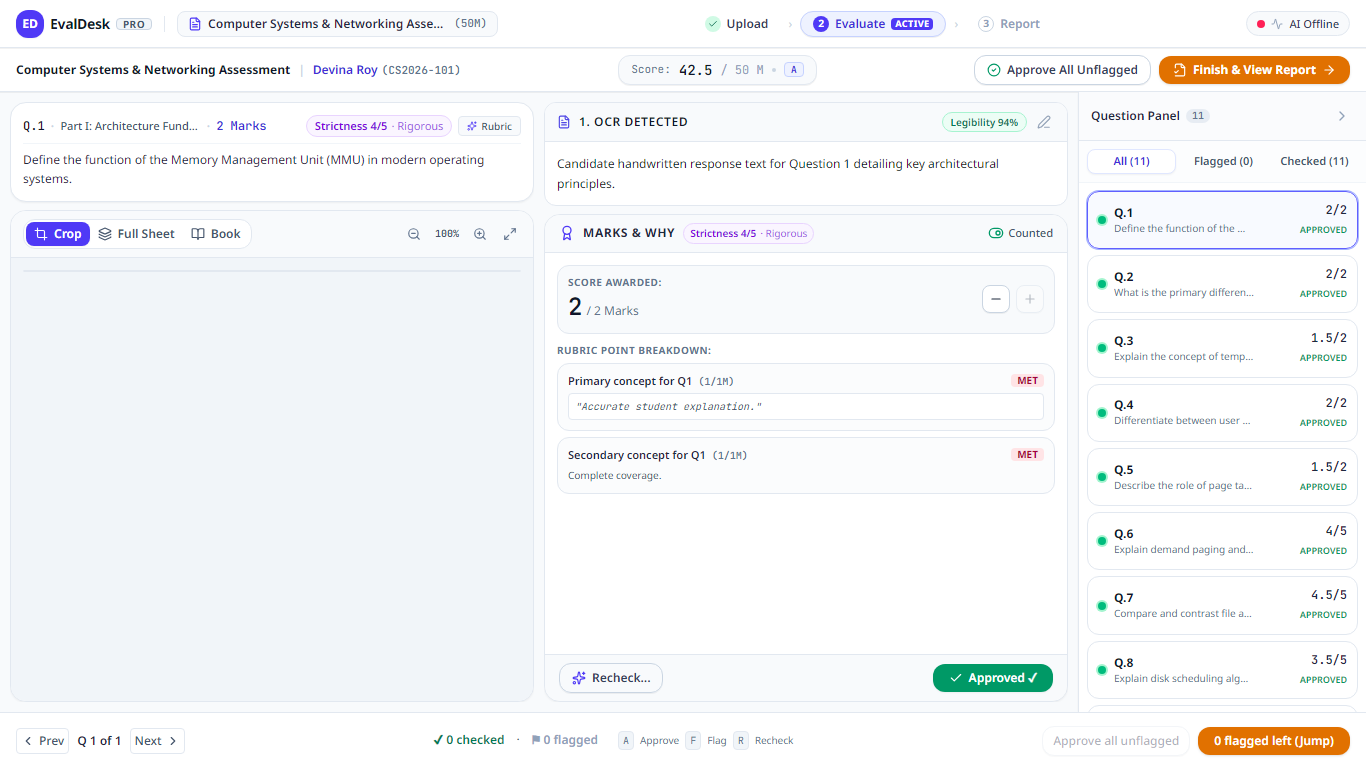 ED EvalDesk PRO Computer Systems & Networking Asse... (50M) Upload 2 Evaluate ACTIVE 3 Report AI Offline
Computer Systems & Networking Assessment | Devina Roy (CS2026-101) Score: 42.5 / 50 M • A Approve All Unflagged Finish & View Report →
Q.1 · Part I: Architecture Fund... · 2 Marks Strictness 4/5 · Rigorous Rubric
Define the function of the Memory Management Unit (MMU) in modern operating
systems.
Crop Full Sheet Book 100%
1. OCR DETECTED Legibility 94%
Candidate handwritten response text for Question 1 detailing key architectural
principles.
MARKS & WHY Strictness 4/5 · Rigorous Counted
SCORE AWARDED:
2 / 2 Marks − +
RUBRIC POINT BREAKDOWN:
Primary concept for Q1 (1/1M) MET
"Accurate student explanation."
Secondary concept for Q1 (1/1M) MET
Complete coverage.
Recheck... Approved ✓
Question Panel 11
All (11) Flagged (0) Checked (11)
Q.1 2/2
Define the function of the ... APPROVED
Q.2 2/2
What is the primary differen... APPROVED
Q.3 1.5/2
Explain the concept of temp... APPROVED
Q.4 2/2
Differentiate between user ... APPROVED
Q.5 1.5/2
Describe the role of page ta... APPROVED
Q.6 4/5
Explain demand paging and... APPROVED
Q.7 4.5/5
Compare and contrast file a... APPROVED
Q.8 3.5/5
Explain disk scheduling alg... APPROVED
Prev Q 1 of 1 Next ✓ 0 checked · ⚑ 0 flagged A Approve F Flag R Recheck Approve all unflagged 0 flagged left (Jump)